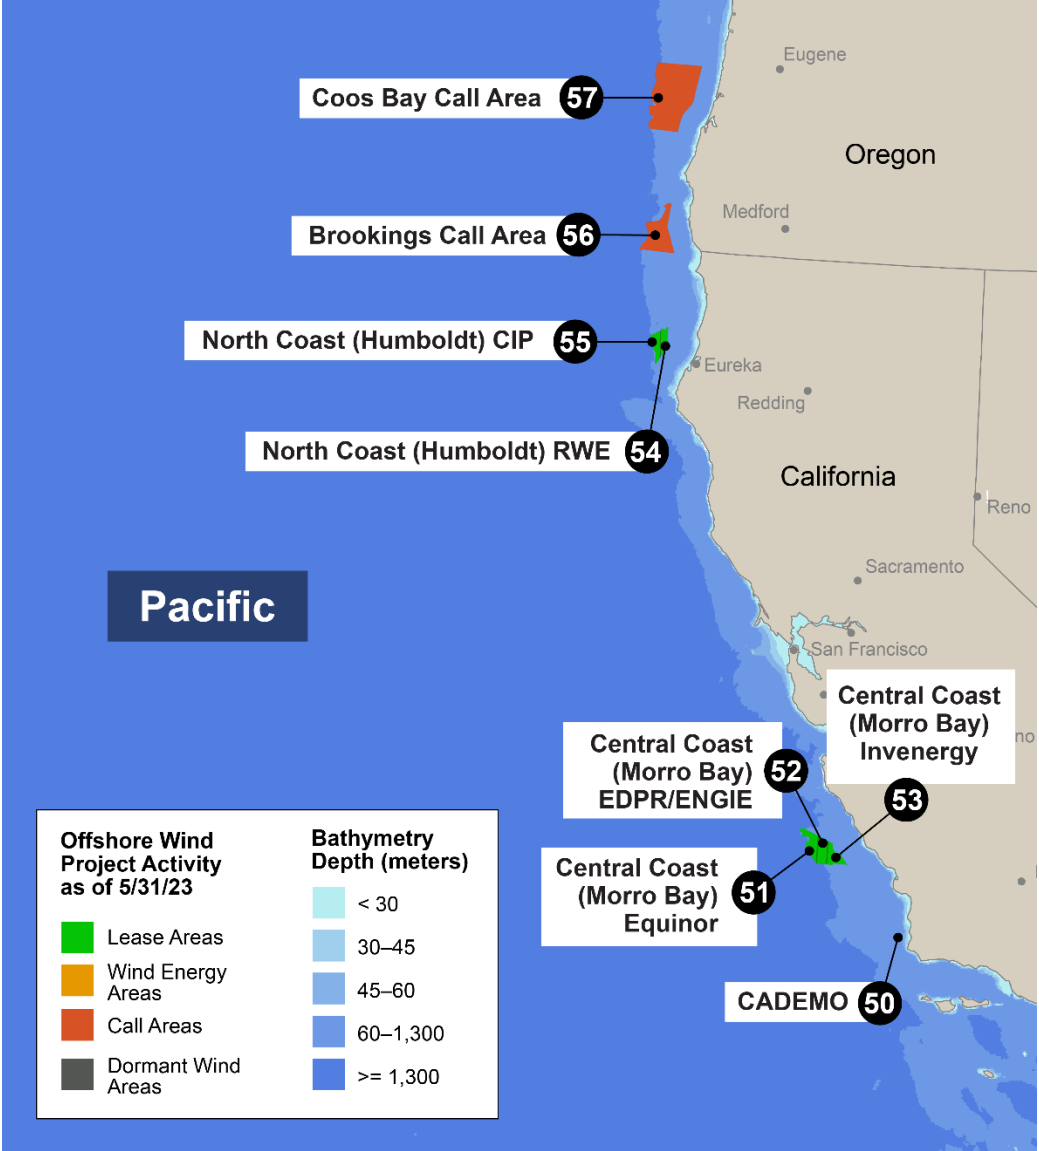 Eugene
Coos Bay Call Area 57
Oregon
Medford
Brookings Call Area 56
North Coast (Humboldt) CIP 55
Eureka
Redding
North Coast (Humboldt) RWE 54
California
Reno
Sacramento
Pacific
San Francisco
Central Coast
(Morro Bay)
Invenergy
53
Central Coast
(Morro Bay)
EDPR/ENGIE
52
Central Coast
(Morro Bay)
Equinor
51
CADEMO 50
Offshore Wind
Project Activity
as of 5/31/23
Lease Areas
Wind Energy
Areas
Call Areas
Dormant Wind
Areas
Bathymetry
Depth (meters)
< 30
30–45
45–60
60–1,300
>= 1,300